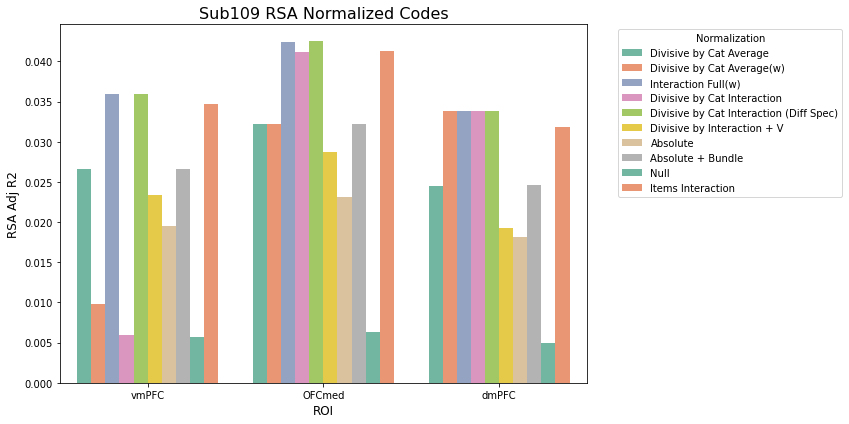 Sub109 RSA Normalized Codes
Normalization
Divisive by Cat Average
Divisive by Cat Average(w)
Interaction Full(w)
Divisive by Cat Interaction
Divisive by Cat Interaction (Diff Spec)
Divisive by Interaction + V
Absolute
Absolute + Bundle
Null
Items Interaction
RSA Adj R2
0.040
0.035
0.030
0.025
0.020
0.015
0.010
0.005
0.000
vmPFC
OFCmed
dmPFC
ROI